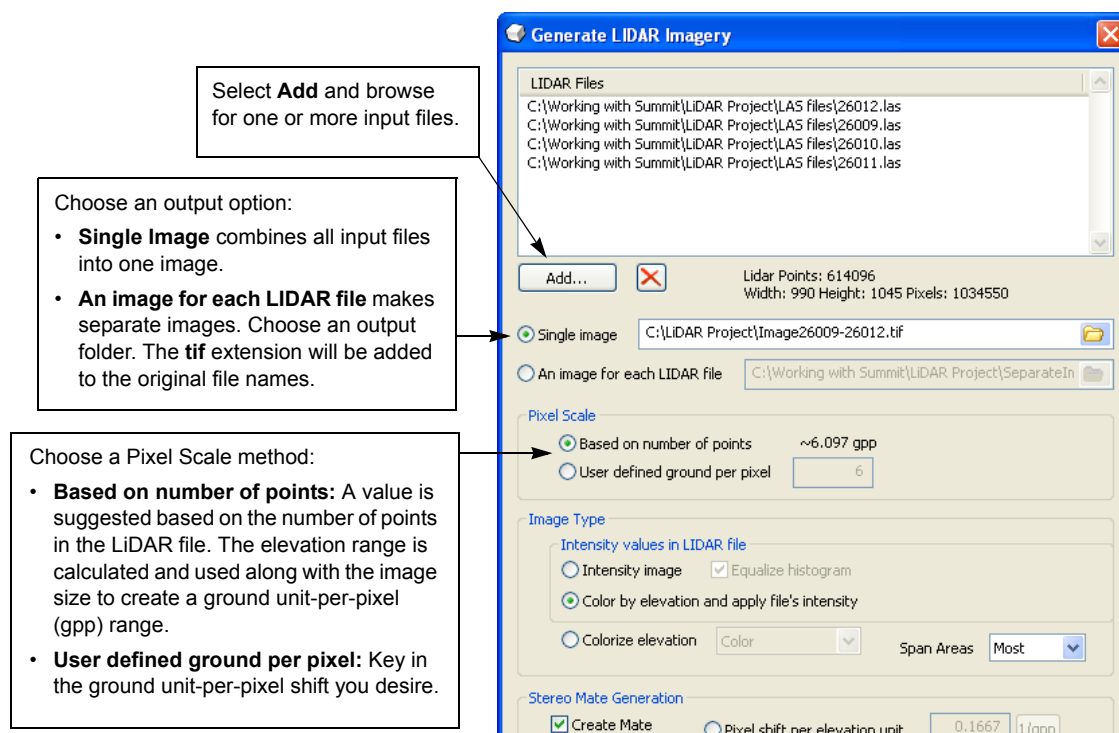 Generate LIDAR Imagery
Select Add and browse
for one or more input files.
LIDAR Files
C:\Working with Summit\LiDAR Project\LAS files\26012.las
C:\Working with Summit\LiDAR Project\LAS files\26009.las
C:\Working with Summit\LiDAR Project\LAS files\26010.las
C:\Working with Summit\LiDAR Project\LAS files\26011.las
Choose an output option:
• Single Image combines all input files
into one image.
• An image for each LIDAR file makes
separate images. Choose an output
folder. The tif extension will be added
to the original file names.
Add...
Lidar Points: 614096
Width: 990 Height: 1045 Pixels: 1034550
Single image
C:\LiDAR Project\Image26009-26012.tif
An image for each LIDAR file
C:\Working with Summit\LiDAR Project\SeparateIn
Choose a Pixel Scale method:
• Based on number of points: A value is
suggested based on the number of points
in the LiDAR file. The elevation range is
calculated and used along with the image
size to create a ground unit-per-pixel
(gpp) range.
• User defined ground per pixel: Key in
the ground unit-per-pixel shift you desire.
Pixel Scale
Based on number of points ~6.097 gpp
User defined ground per pixel 6
Image Type
Intensity values in LIDAR file
Intensity image Equalize histogram
Color by elevation and apply file's intensity
Colorize elevation Color Span Areas Most
Stereo Mate Generation
Create Mate Pixel shift per elevation unit 0.1667 1/gpp